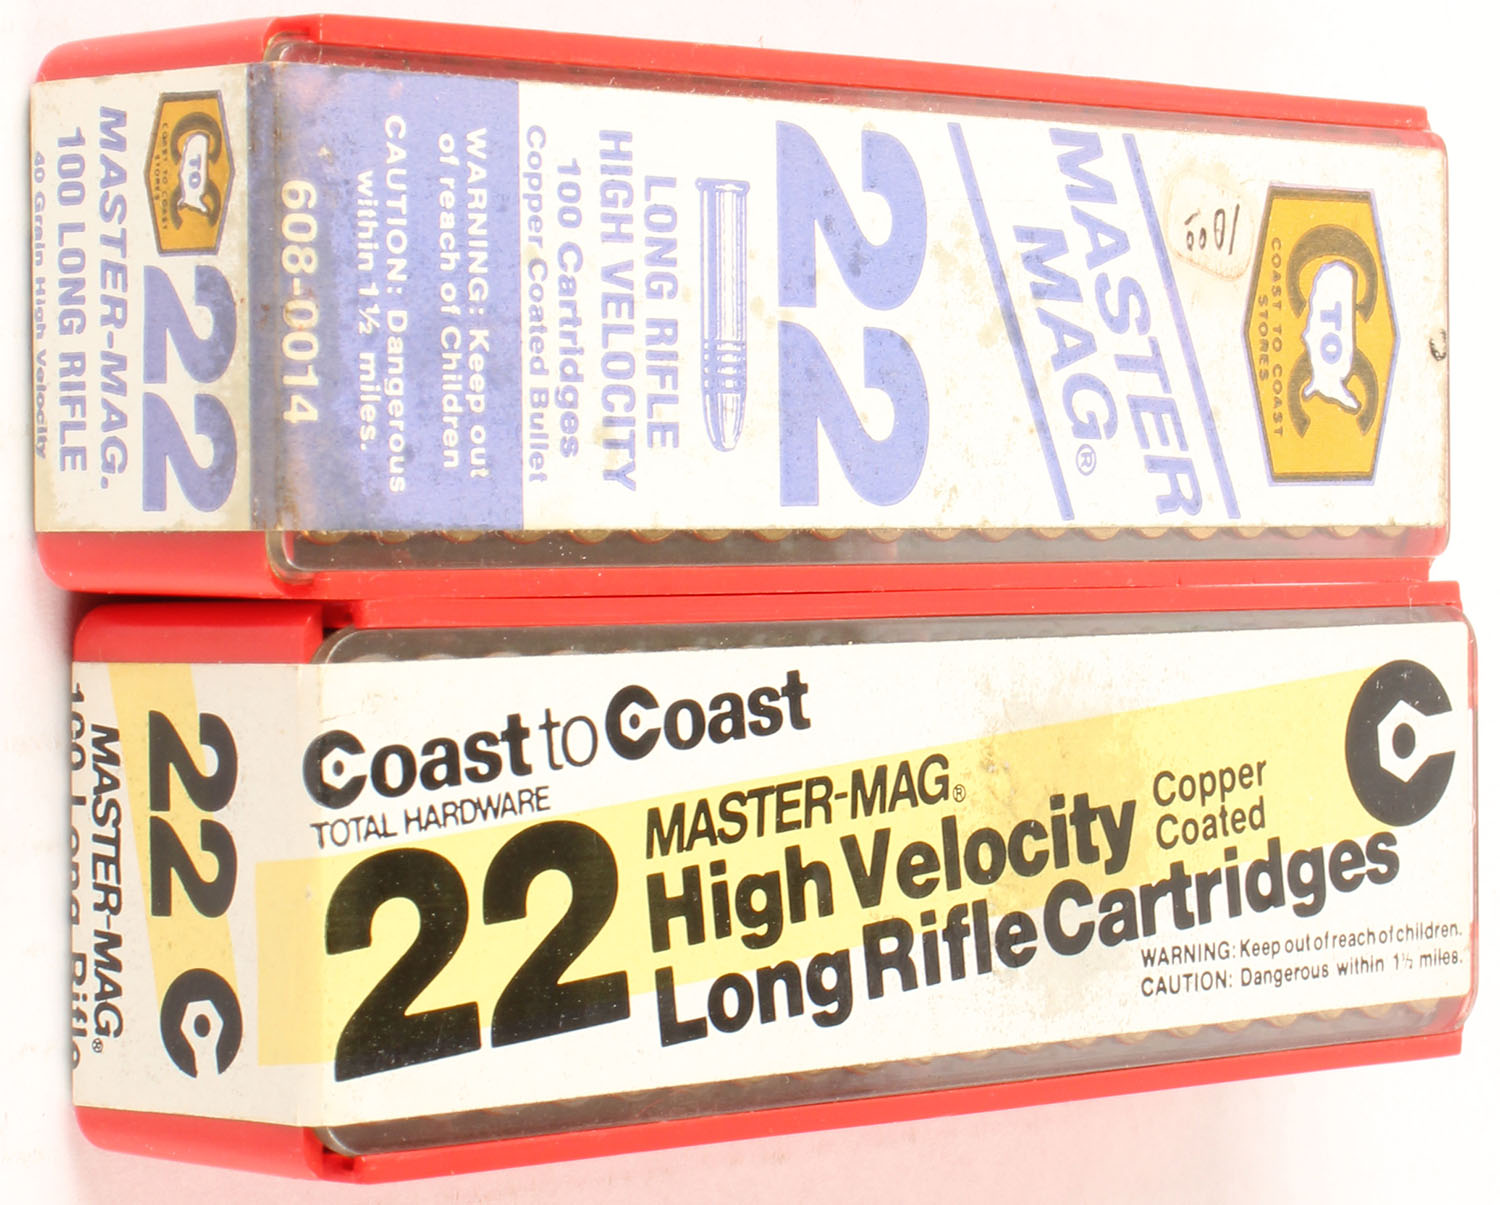 C TO C
COAST TO COAST
STORES
22
MASTER-MAG.
100 LONG RIFLE
40 Grain High Velocity
C TO C
COAST TO COAST
STORES
MASTER
MAG®
22
LONG RIFLE
HIGH VELOCITY
100 Cartridges
Copper Coated Bullet
WARNING: Keep out
of reach of Children
CAUTION: Dangerous
within 1½ miles.
608-0014
22 C
MASTER-MAG®
100 Long Rifle
Coast to Coast
TOTAL HARDWARE
C
22
MASTER-MAG®
High Velocity
Copper
Coated
Long Rifle Cartridges
WARNING: Keep out of reach of children.
CAUTION: Dangerous within 1½ miles.